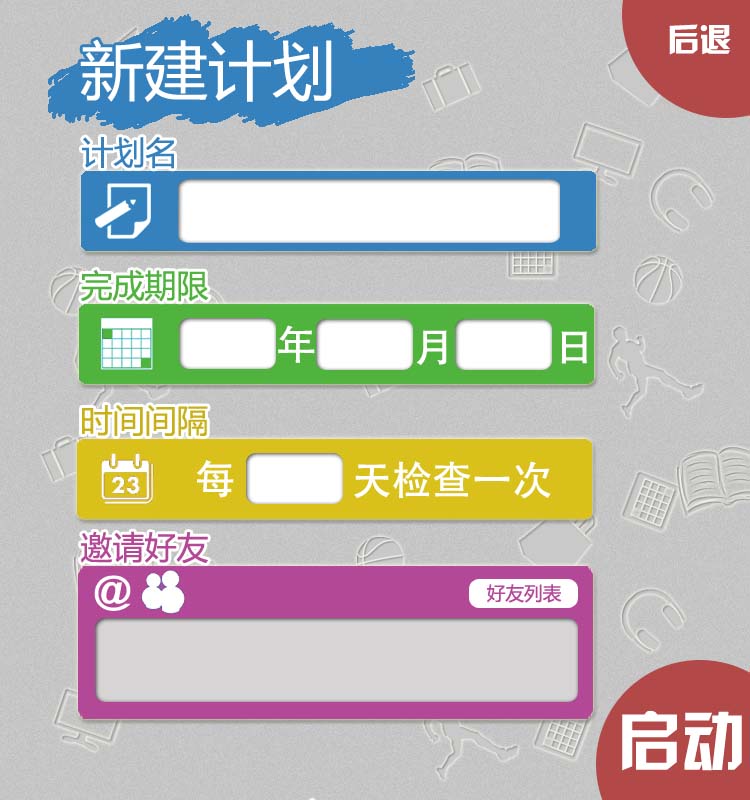 新建计划
后退
计划名
完成期限
年 月 日
时间间隔
23
每 天检查一次
邀请好友
@
好友列表
启动